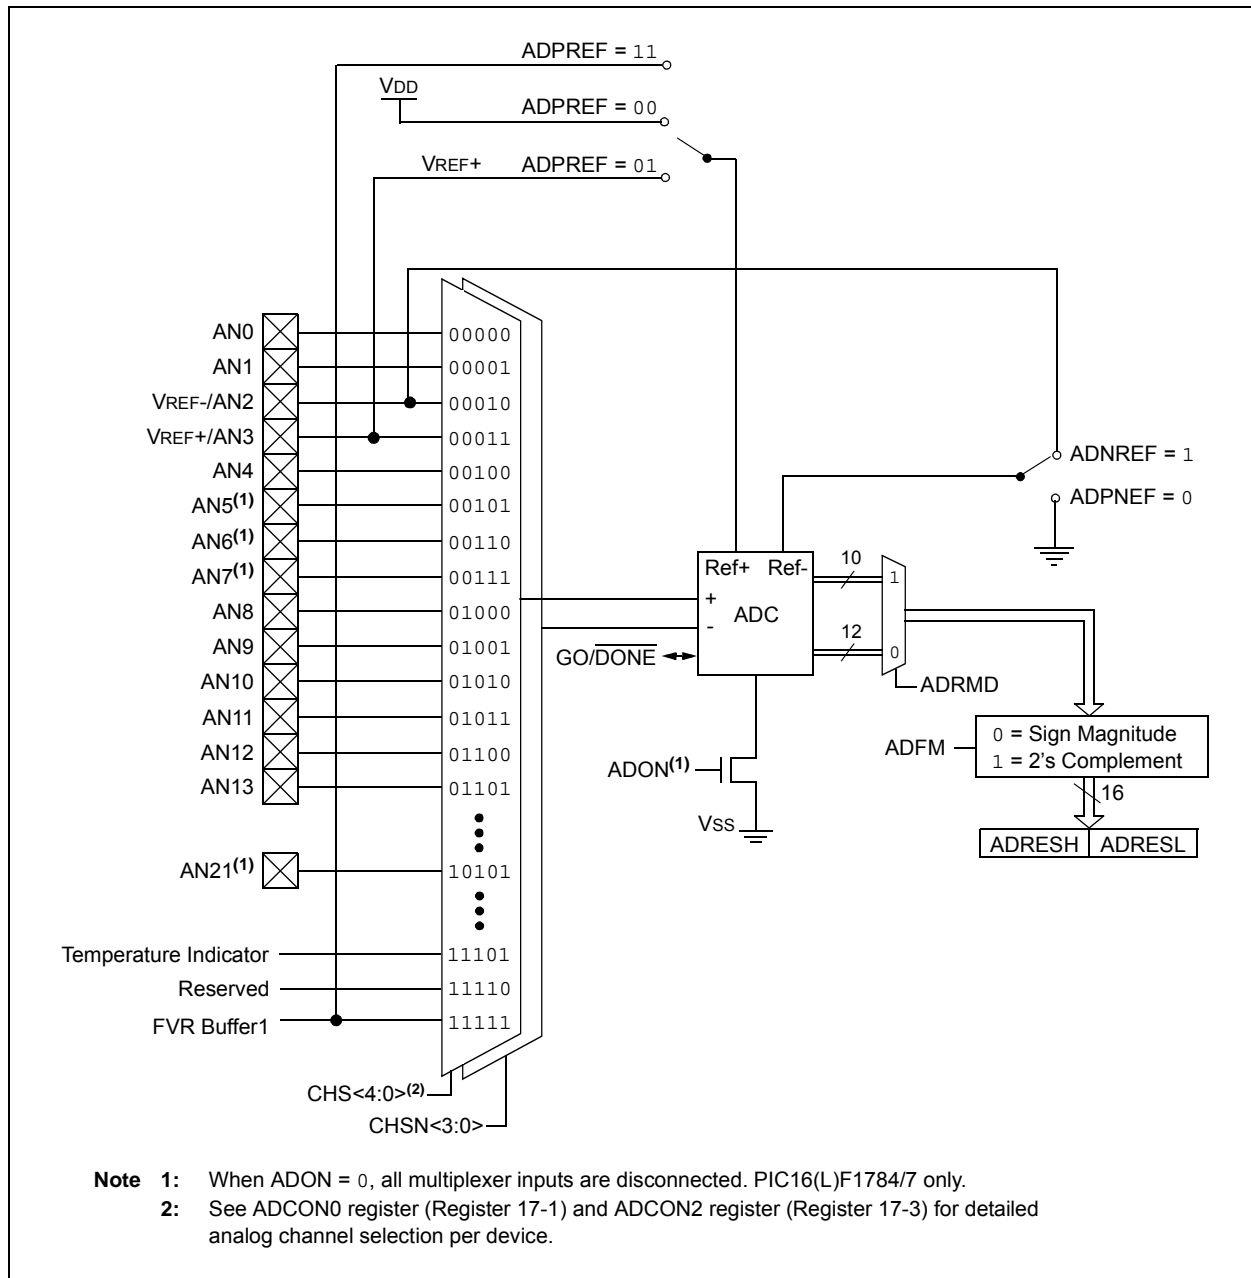 ADPREF = 11
VDD
ADPREF = 00
VREF+ ADPREF = 01
AN0 00000
AN1 00001
VREF-/AN2 00010
VREF+/AN3 00011
AN4 00100
AN5(1) 00101
AN6(1) 00110
AN7(1) 00111
AN8 01000
AN9 01001
AN10 01010
AN11 01011
AN12 01100
AN13 01101
AN21(1) 10101
Temperature Indicator 11101
Reserved 11110
FVR Buffer1 11111
CHS<4:0>(2)
CHSN<3:0>
ADNREF = 1
ADPNEF = 0
Ref+ Ref-
+
ADC
-
GO/DONE
10
1
12
0
ADRMD
ADON(1)
VSS
ADFM
0 = Sign Magnitude
1 = 2's Complement
16
ADRESH ADRESL
Note 1: When ADON = 0, all multiplexer inputs are disconnected. PIC16(L)F1784/7 only.
2: See ADCON0 register (Register 17-1) and ADCON2 register (Register 17-3) for detailed
analog channel selection per device.